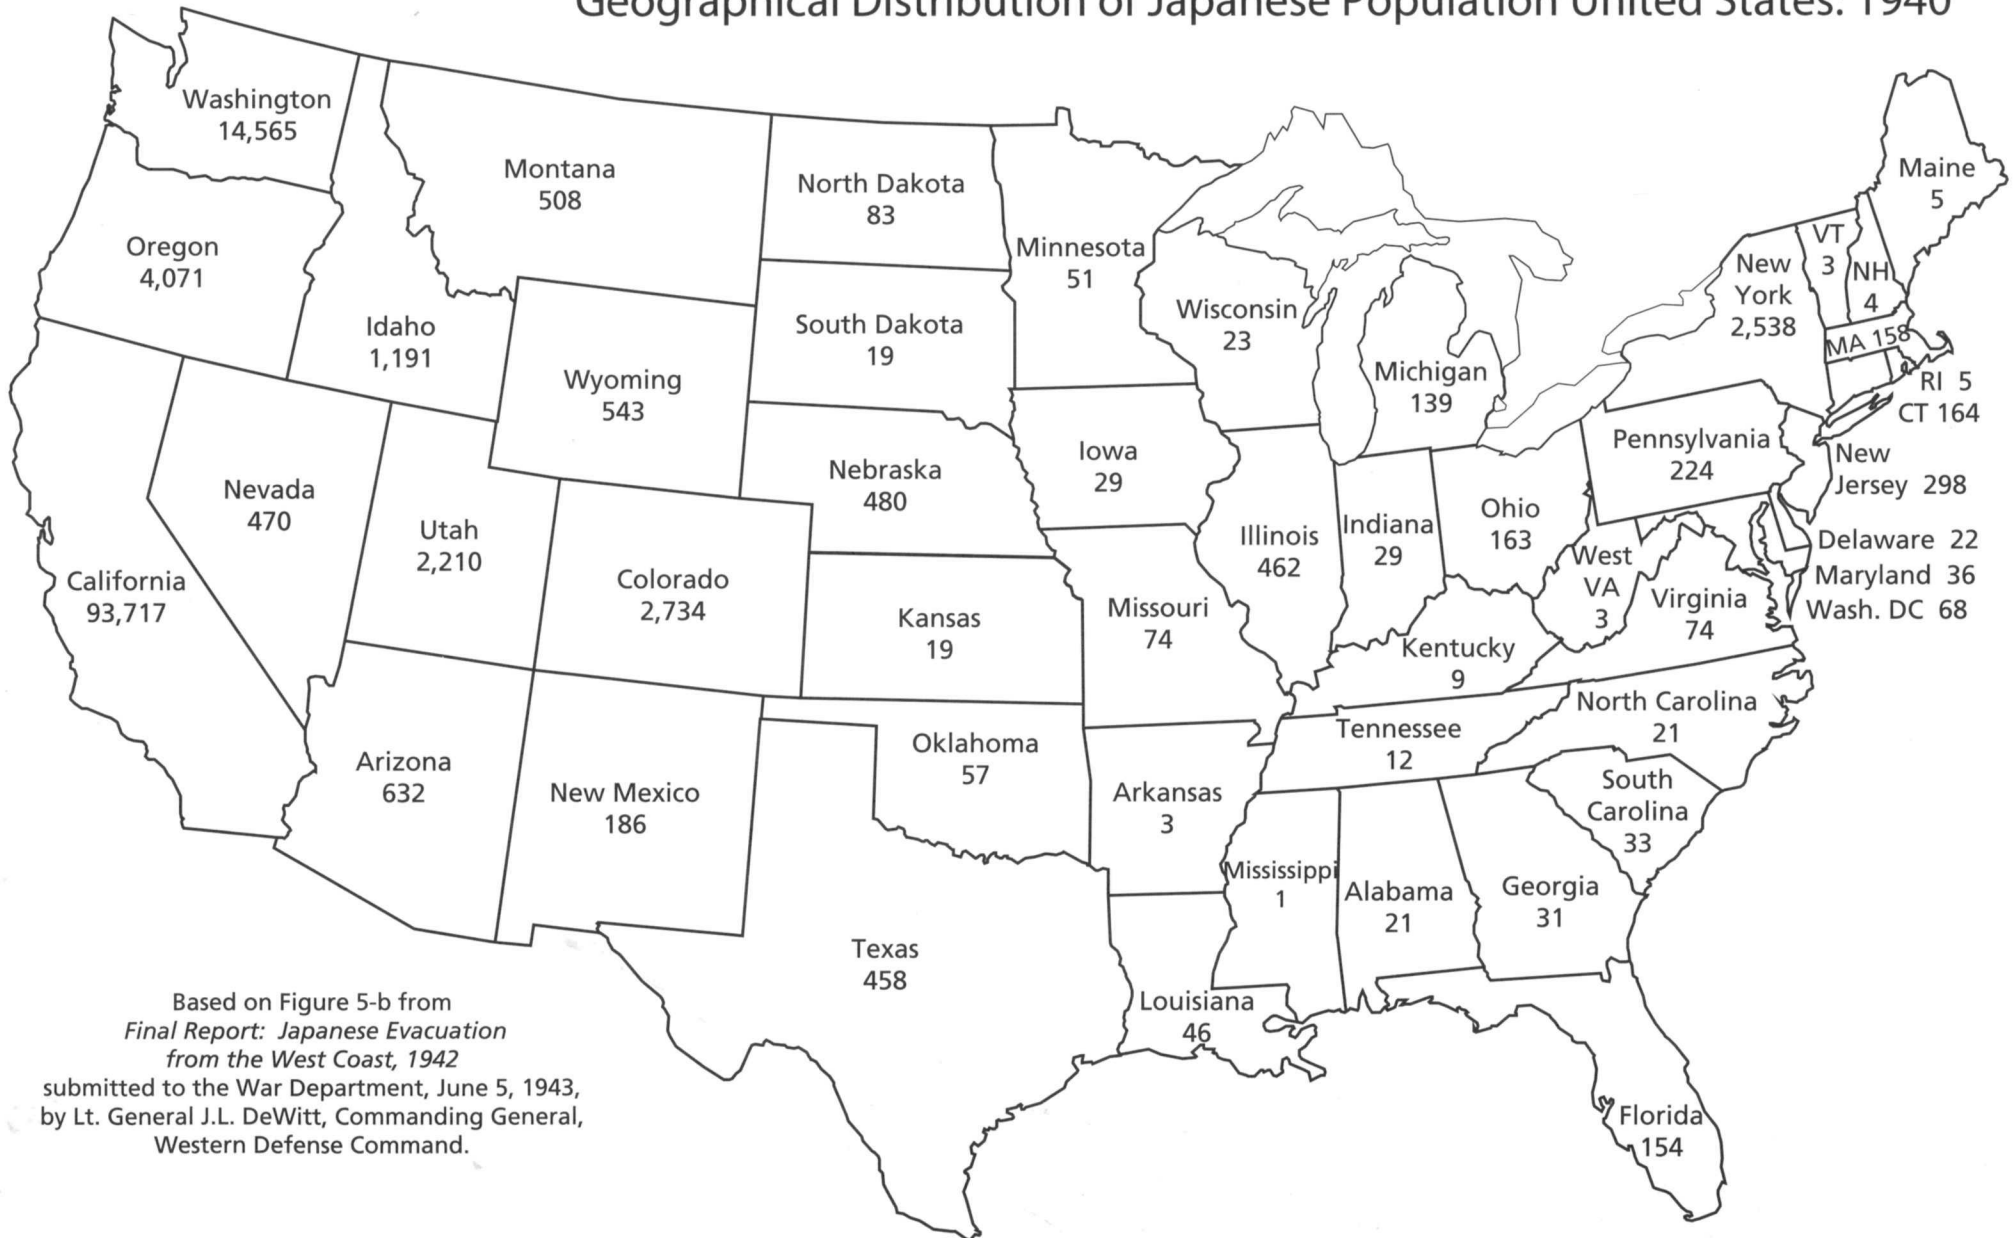 Geographical Distribution of Japanese Population United States: 1940
Washington
14,565
Oregon
4,071
California
93,717
Nevada
470
Idaho
1,191
Montana
508
Wyoming
543
Utah
2,210
Colorado
2,734
Arizona
632
New Mexico
186
North Dakota
83
South Dakota
19
Nebraska
480
Kansas
19
Oklahoma
57
Texas
458
Minnesota
51
Iowa
29
Missouri
74
Arkansas
3
Louisiana
46
Wisconsin
23
Illinois
462
Michigan
139
Indiana
29
Ohio
163
Kentucky
9
Tennessee
12
Mississippi
1
Alabama
21
Georgia
31
Florida
154
South
Carolina
33
North Carolina
21
Virginia
74
West
VA
3
Pennsylvania
224
New
York
2,538
VT
3
NH
4
Maine
5
MA 158
RI 5
CT 164
New
Jersey 298
Delaware 22
Maryland 36
Wash. DC 68
Based on Figure 5-b from
Final Report: Japanese Evacuation
from the West Coast, 1942
submitted to the War Department, June 5, 1943,
by Lt. General J.L. DeWitt, Commanding General,
Western Defense Command.